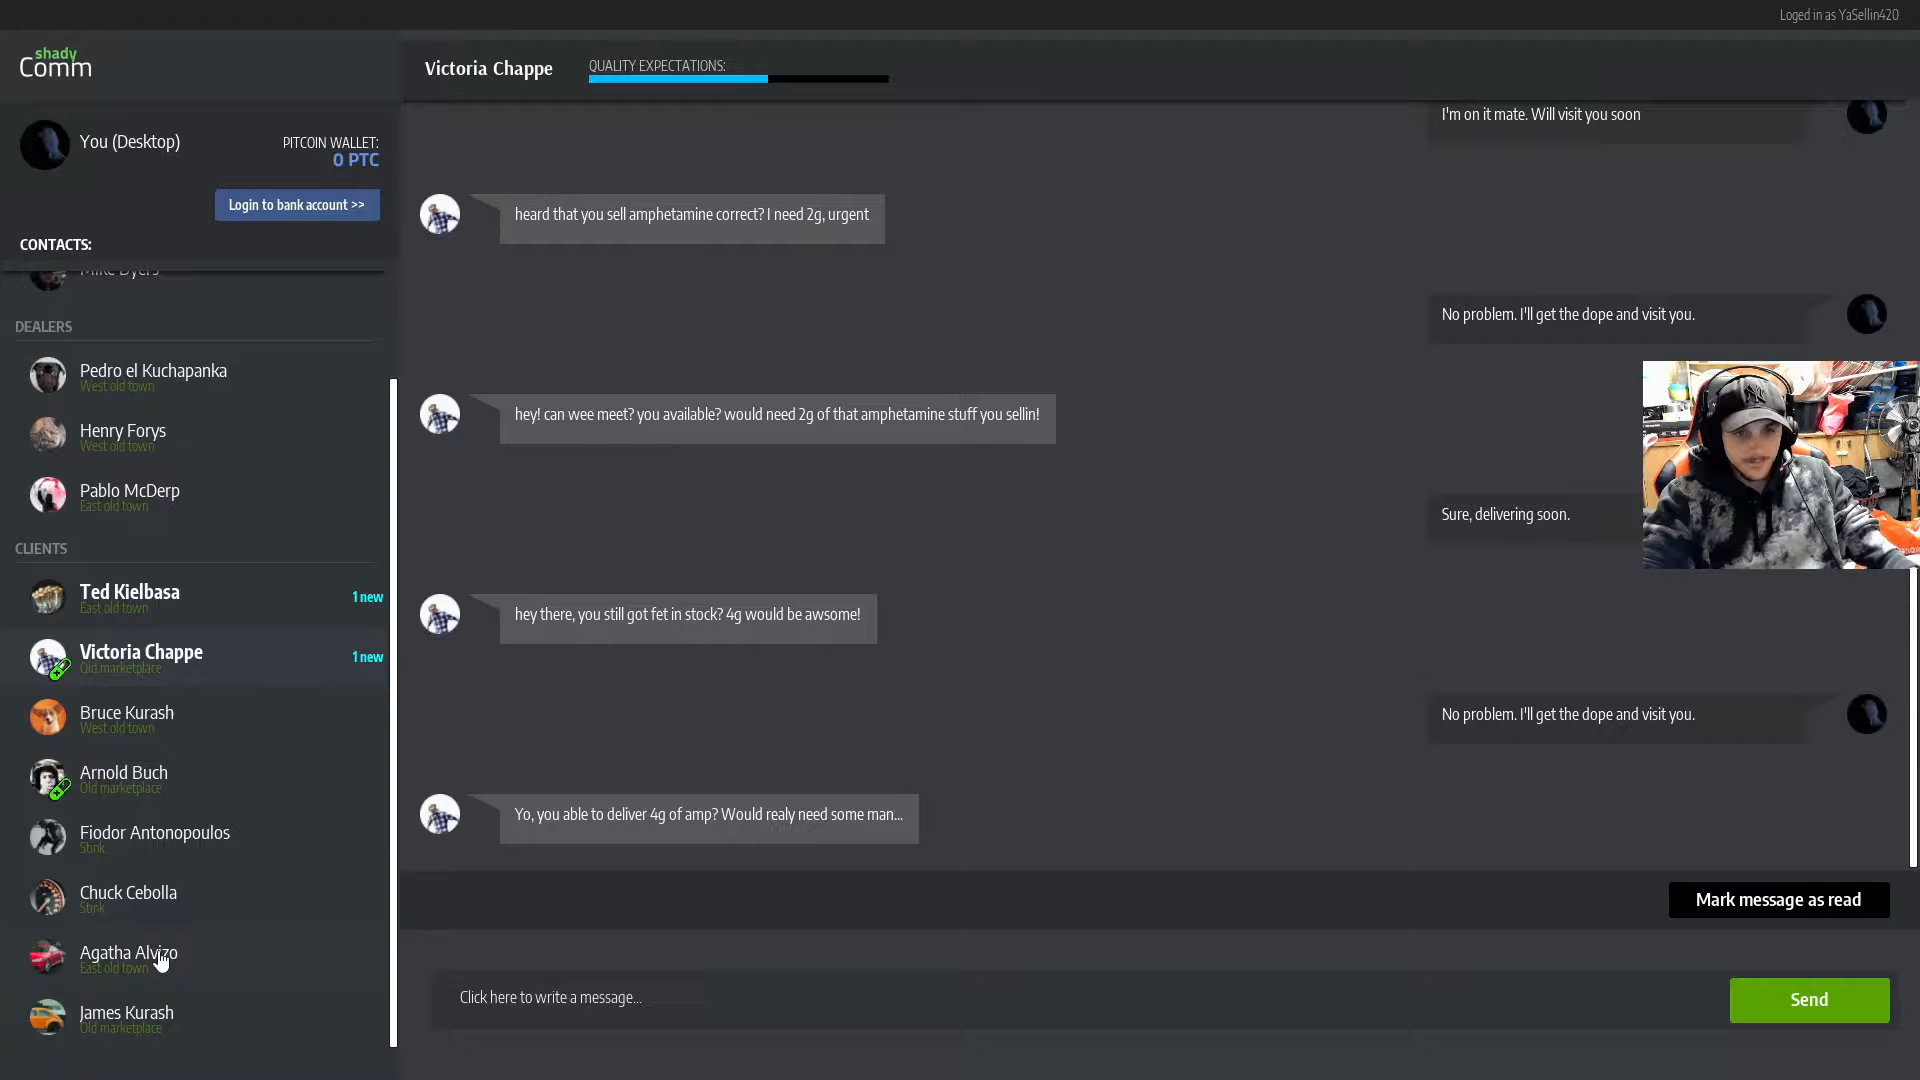 Loged in as YaSellin420
shady
Comm
You (Desktop)
PITCOIN WALLET:
0 PTC
Login to bank account >>
CONTACTS:
Mike Dyers
DEALERS
Pedro el Kuchapanka
West old town
Henry Forys
West old town
Pablo McDerp
East old town
CLIENTS
Ted Kielbasa
East old town
1 new
Victoria Chappe
Old marketplace
1 new
Bruce Kurash
West old town
Arnold Buch
Old marketplace
Fiodor Antonopoulos
Stink
Chuck Cebolla
Stink
Agatha Alvizo
East old town
James Kurash
Old marketplace
Victoria Chappe
QUALITY EXPECTATIONS:
I'm on it mate. Will visit you soon
heard that you sell amphetamine correct? I need 2g, urgent
No problem. I'll get the dope and visit you.
hey! can wee meet? you available? would need 2g of that amphetamine stuff you sellin!
Sure, delivering soon.
hey there, you still got fet in stock? 4g would be awsome!
No problem. I'll get the dope and visit you.
Yo, you able to deliver 4g of amp? Would realy need some man...
Mark message as read
Click here to write a message...
Send